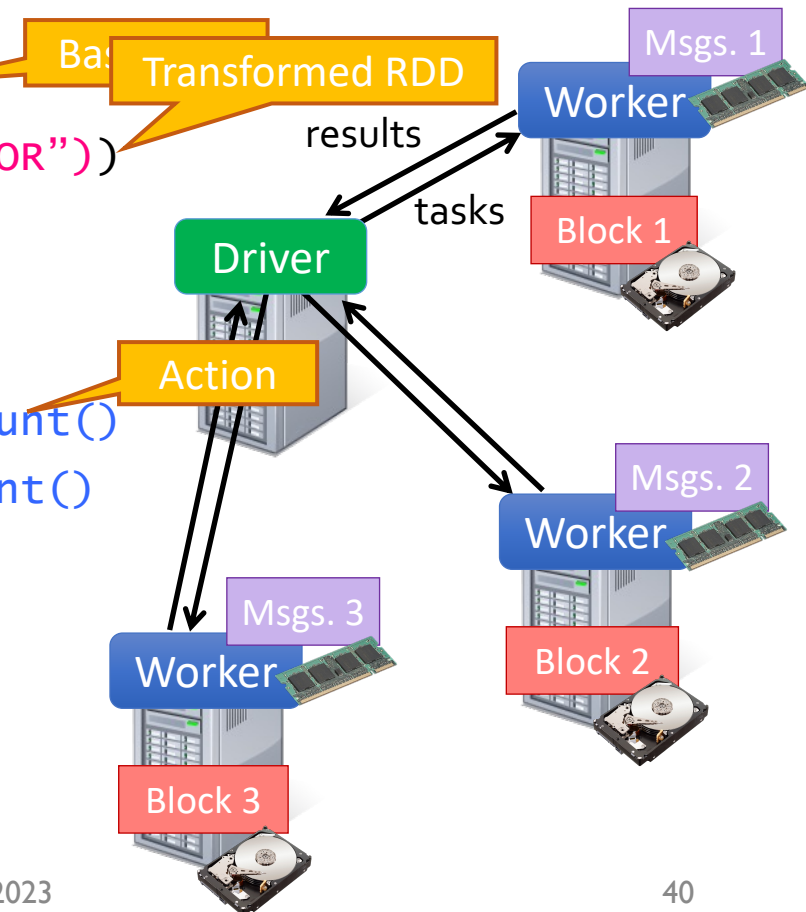 Msgs. 1
Bas
Transformed RDD
Worker
OR”))
results
tasks
Block 1
Driver
Action
unt()
nt()
Msgs. 2
Worker
Msgs. 3
Worker
Block 2
Block 3
2023
40